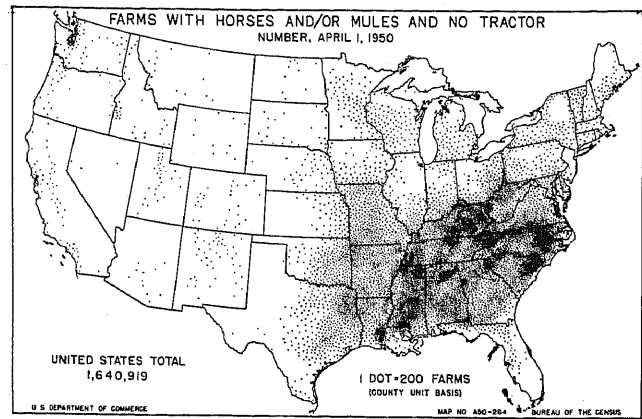 FARMS WITH HORSES AND/OR MULES AND NO TRACTOR
NUMBER, APRIL 1, 1950
UNITED STATES TOTAL
1,640,919
1 DOT=200 FARMS
(COUNTY UNIT BASIS)
U S DEPARTMENT OF COMMERCE
MAP NO A50-264
BUREAU OF THE CENSUS